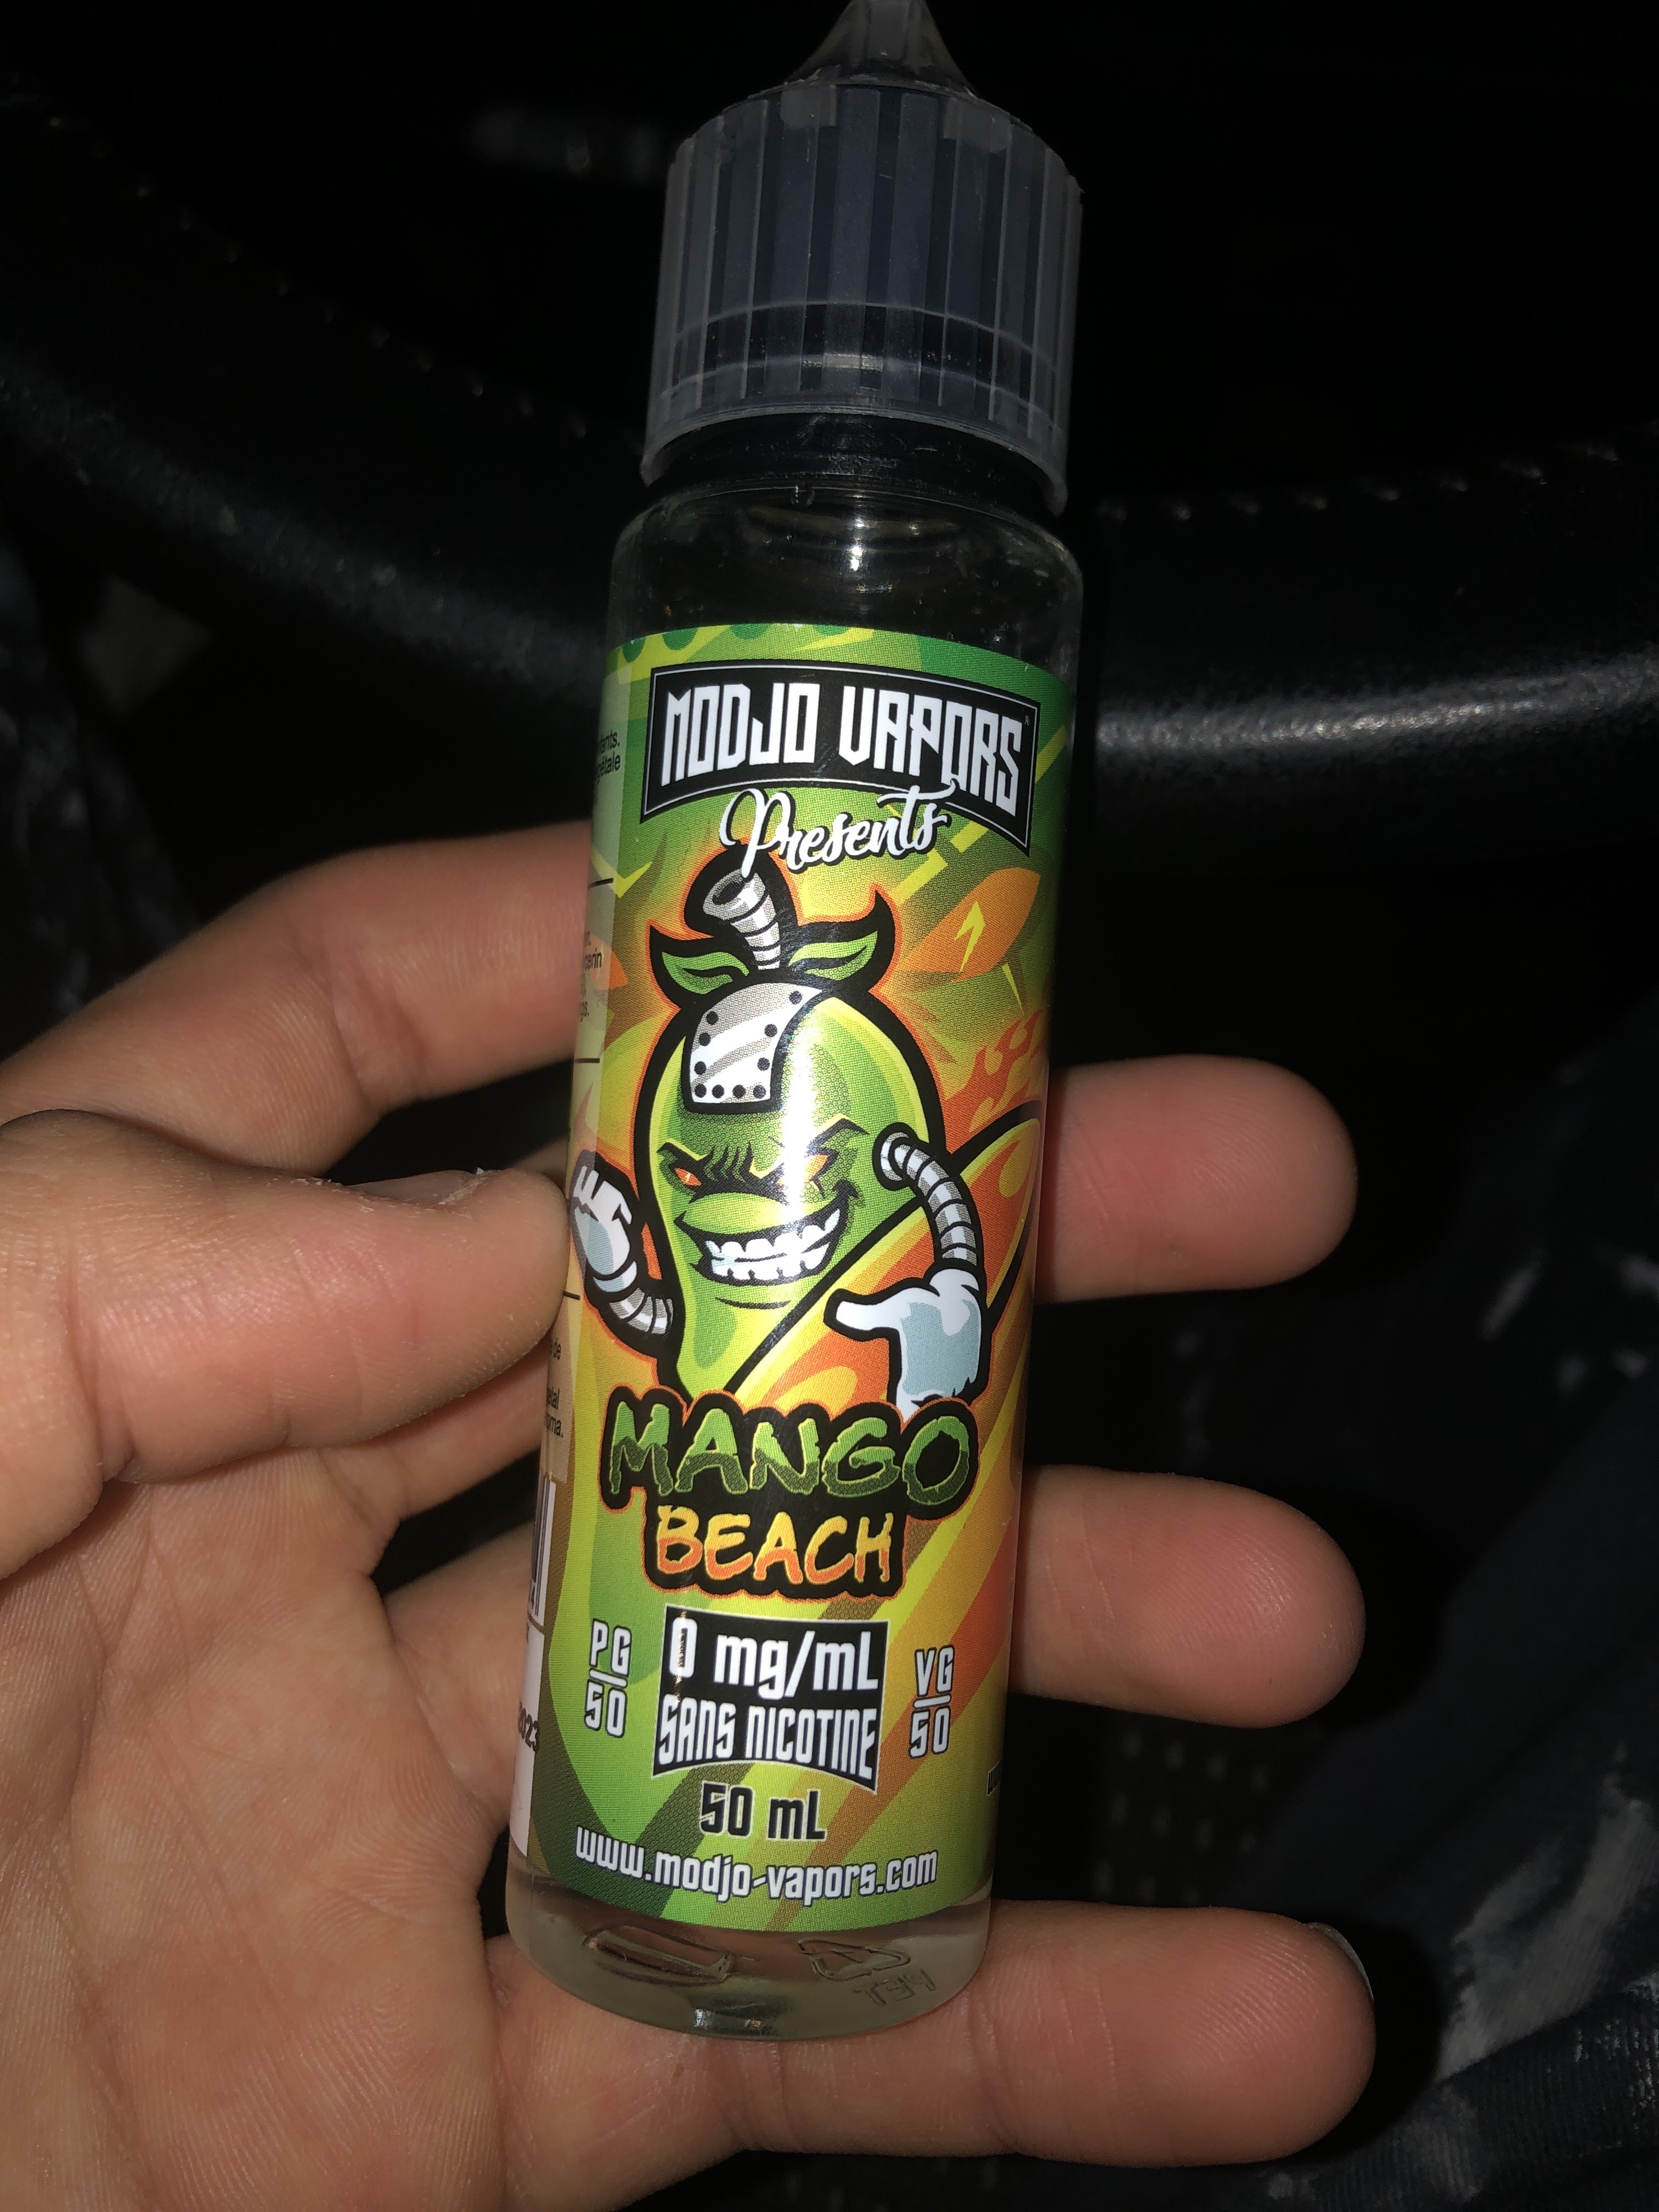 MODJO VAPORS
Presents
MANGO
BEACH
PG
50
0 mg/mL
SANS NICOTINE
VG
50
50 mL
www.modjo-vapors.com
2023